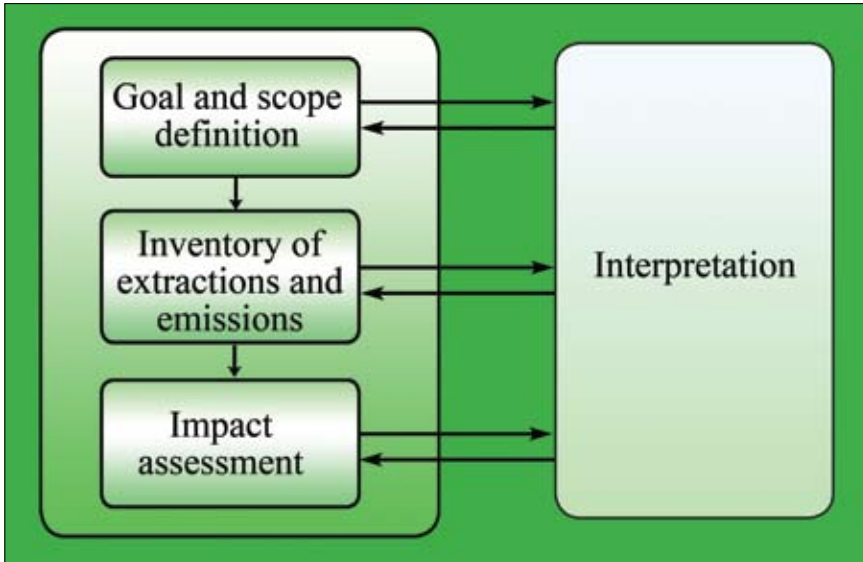 Goal and scope
definition
Inventory of
extractions and
emissions
Impact
assessment
Interpretation